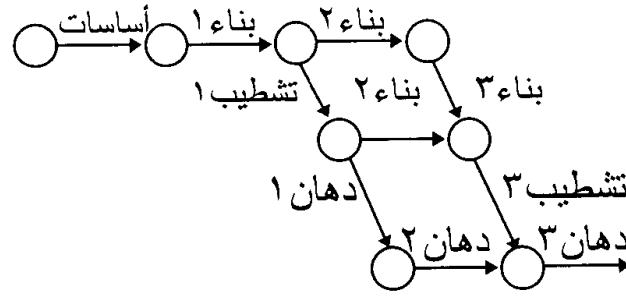 أساسات
بناء١
بناء٢
تشطيب١
بناء٢
بناء٣
دهان١
تشطيب٣
دهان٢
دهان٣